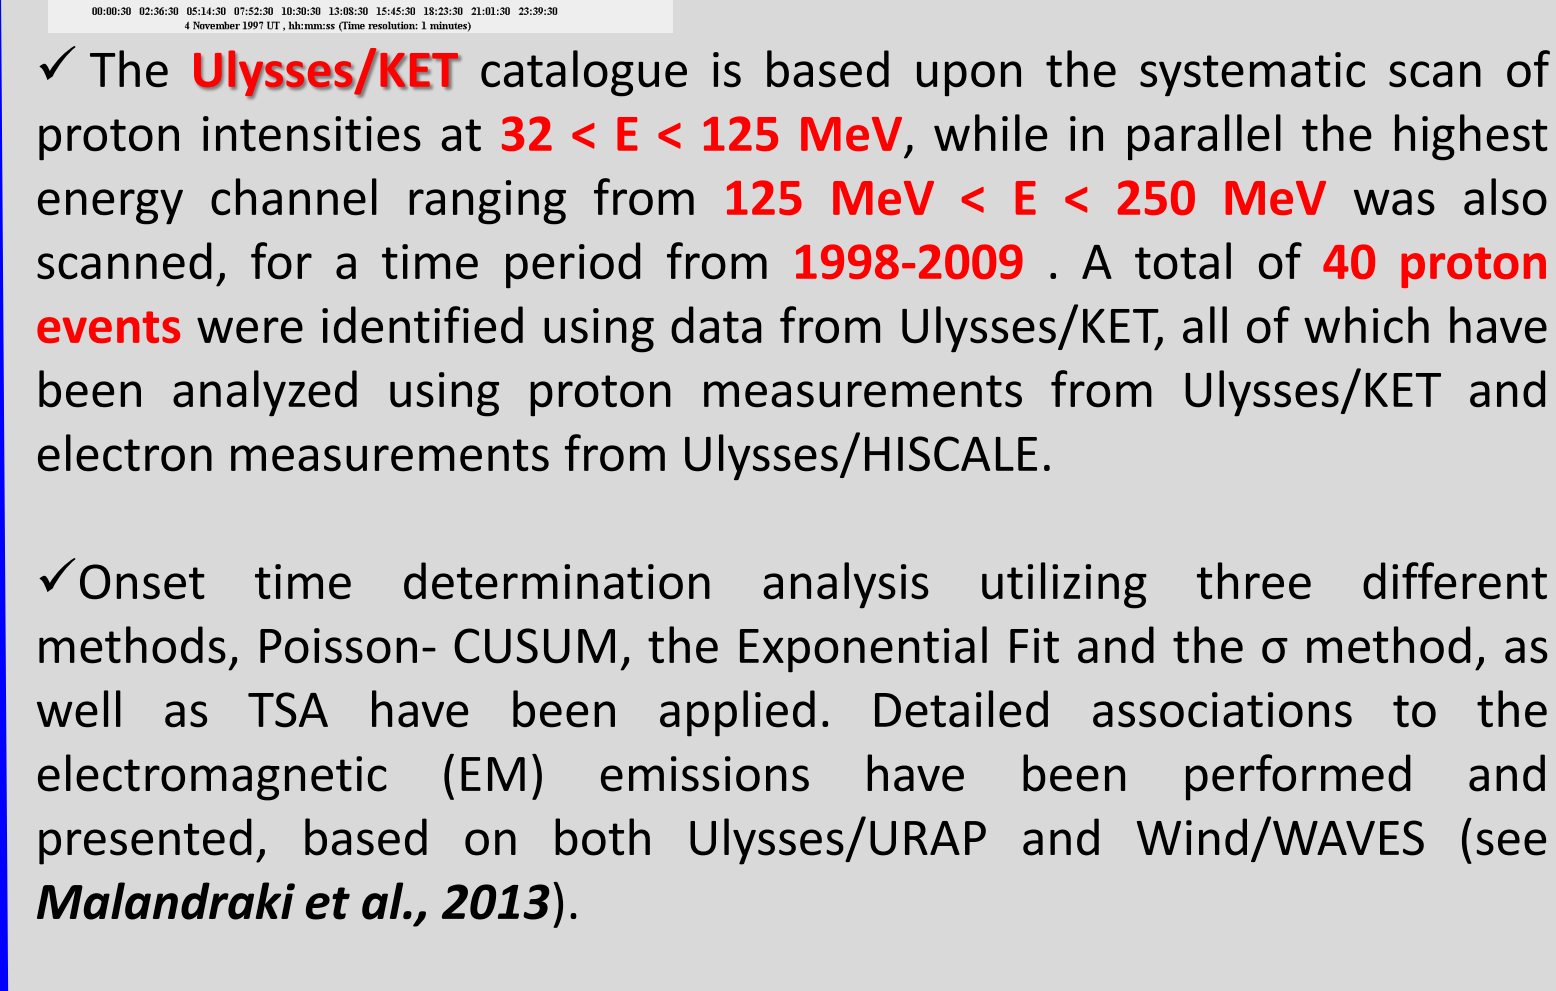 00:00:30 02:36:30 05:14:30 07:52:30 10:30:30 13:08:30 15:45:30 18:23:30 21:01:30 23:39:30
4 November 1997 UT , hh:mm:ss (Time resolution: 1 minutes)
✓ The Ulysses/KET catalogue is based upon the systematic scan of
proton intensities at 32 < E < 125 MeV, while in parallel the highest
energy channel ranging from 125 MeV < E < 250 MeV was also
scanned, for a time period from 1998-2009 . A total of 40 proton
events were identified using data from Ulysses/KET, all of which have
been analyzed using proton measurements from Ulysses/KET and
electron measurements from Ulysses/HISCALE.
✓Onset time determination analysis utilizing three different
methods, Poisson- CUSUM, the Exponential Fit and the σ method, as
well as TSA have been applied. Detailed associations to the
electromagnetic (EM) emissions have been performed and
presented, based on both Ulysses/URAP and Wind/WAVES (see
Malandraki et al., 2013).